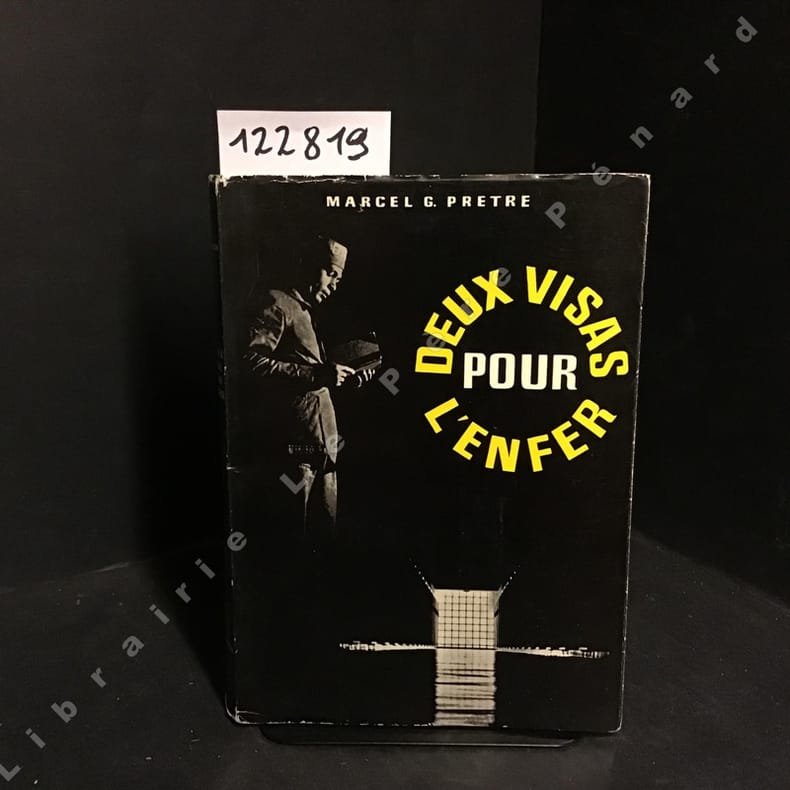 122819
MARCEL G. PRETRE
DEUX VISAS
POUR
L'ENFER
Librairie Le Père Pénard